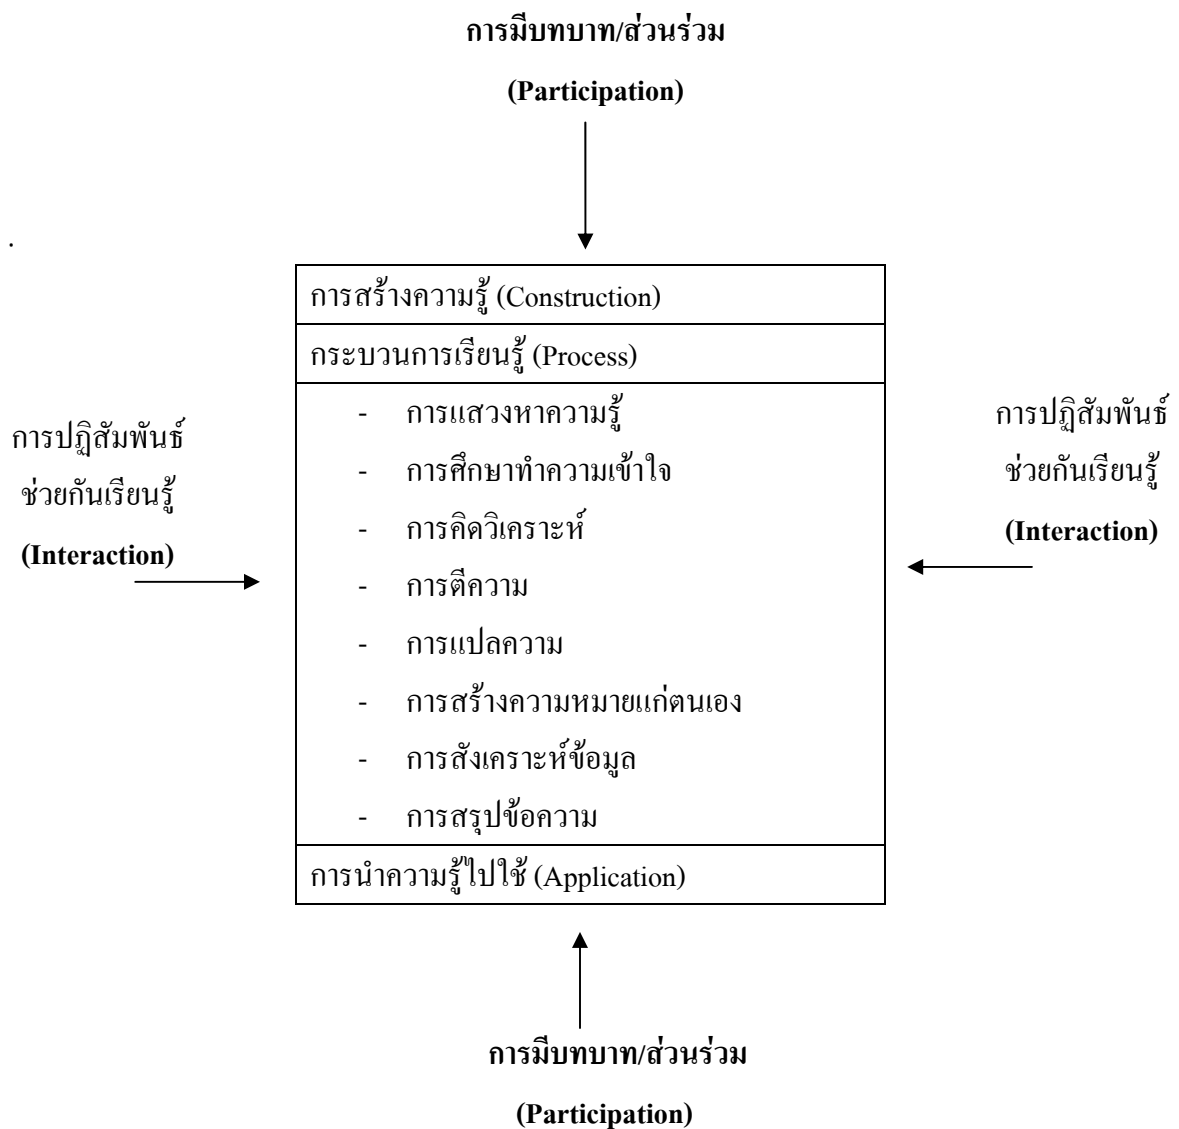 การมีบทบาท/ส่วนร่วม
(Participation)
.
การสร้างความรู้ (Construction)
กระบวนการเรียนรู้ (Process)
- การแสวงหาความรู้
- การศึกษาทำความเข้าใจ
- การคิดวิเคราะห์
- การตีความ
- การแปลความ
- การสร้างความหมายแก่ตนเอง
- การสังเคราะห์ข้อมูล
- การสรุปข้อความ
การนำความรู้ไปใช้ (Application)
การปฏิสัมพันธ์
ช่วยกันเรียนรู้
(Interaction)
การปฏิสัมพันธ์
ช่วยกันเรียนรู้
(Interaction)
การมีบทบาท/ส่วนร่วม
(Participation)